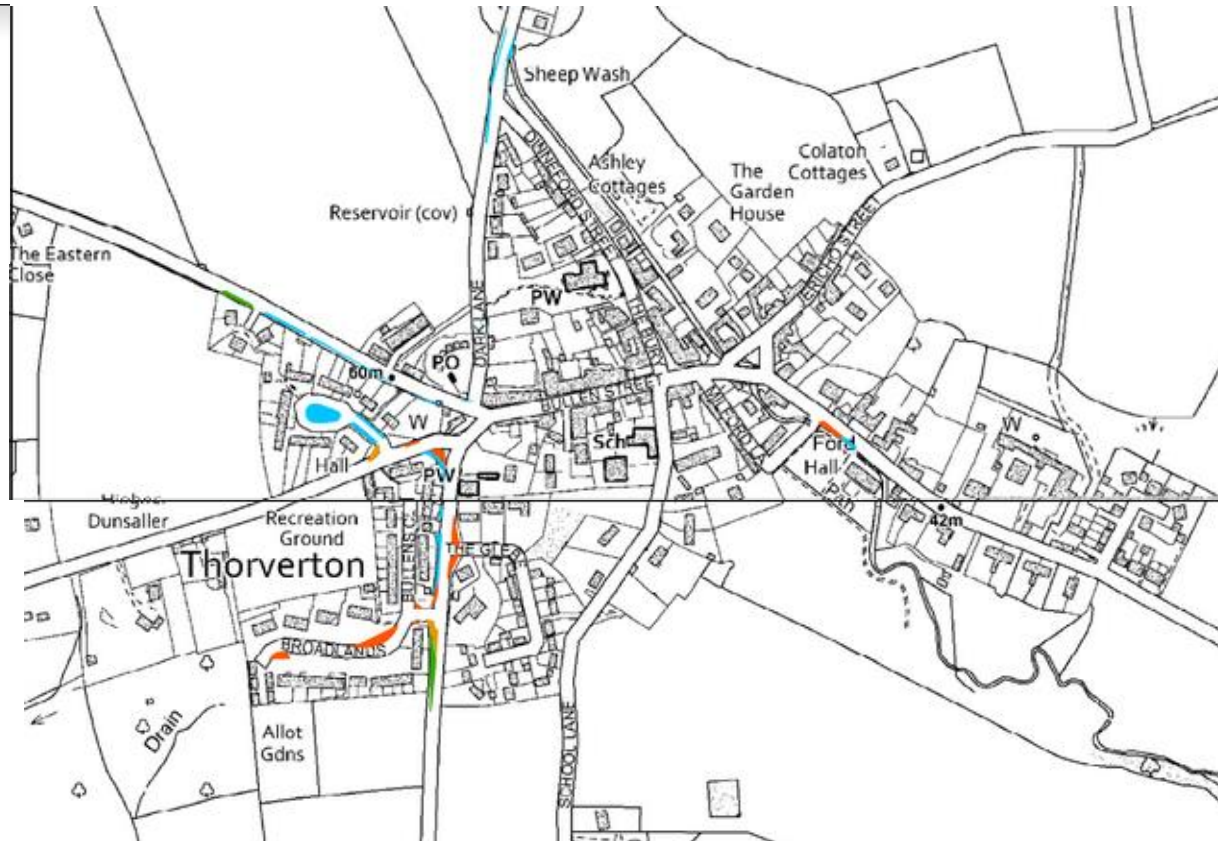 Sheep Wash
DINNEFORD STREET
Ashley
Cottages
The
Garden
House
Colaton
Cottages
Reservoir (cov)
The Eastern
Close
PW
DARK LANE
PO
60m
BULLEN STREET
W
Sch
Hall
PW
Ford
Hall
Path
W
42m
Dunsaller
Recreation
Ground
Thorverton
THE GLEBE
BROADLANDS
Drain
Allot
Gdns
SCHOOL LANE